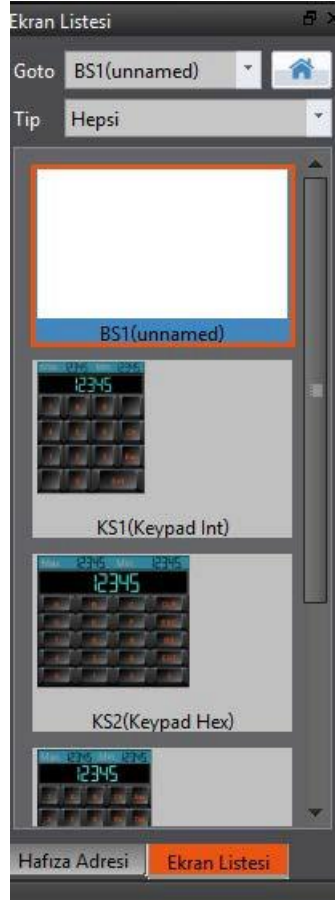 Ekran Listesi
Goto BS1(unnamed)
Tip Hepsi
BS1(unnamed)
12345
KS1(Keypad Int)
12345
KS2(Keypad Hex)
12345
Hafıza Adresi Ekran Listesi